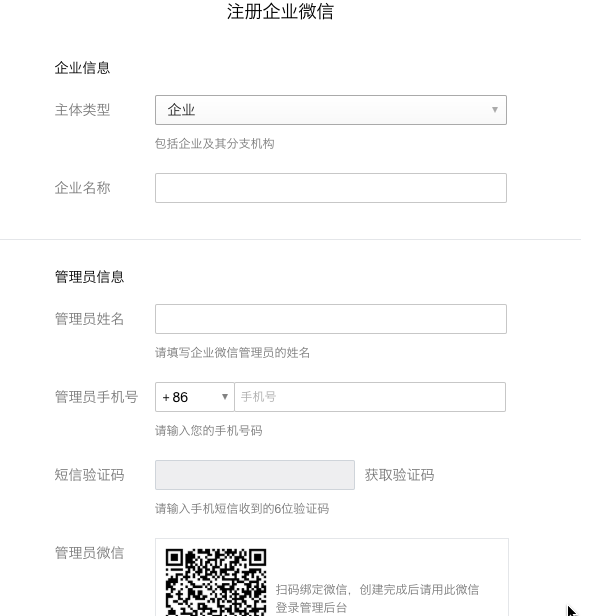 注册企业微信
企业信息
主体类型 企业
包括企业及其分支机构
企业名称
管理员信息
管理员姓名
请填写企业微信管理员的姓名
管理员手机号 +86 手机号
请输入您的手机号码
短信验证码 获取验证码
请输入手机短信收到的6位验证码
管理员微信
扫码绑定微信，创建完成后请用此微信
登录管理后台